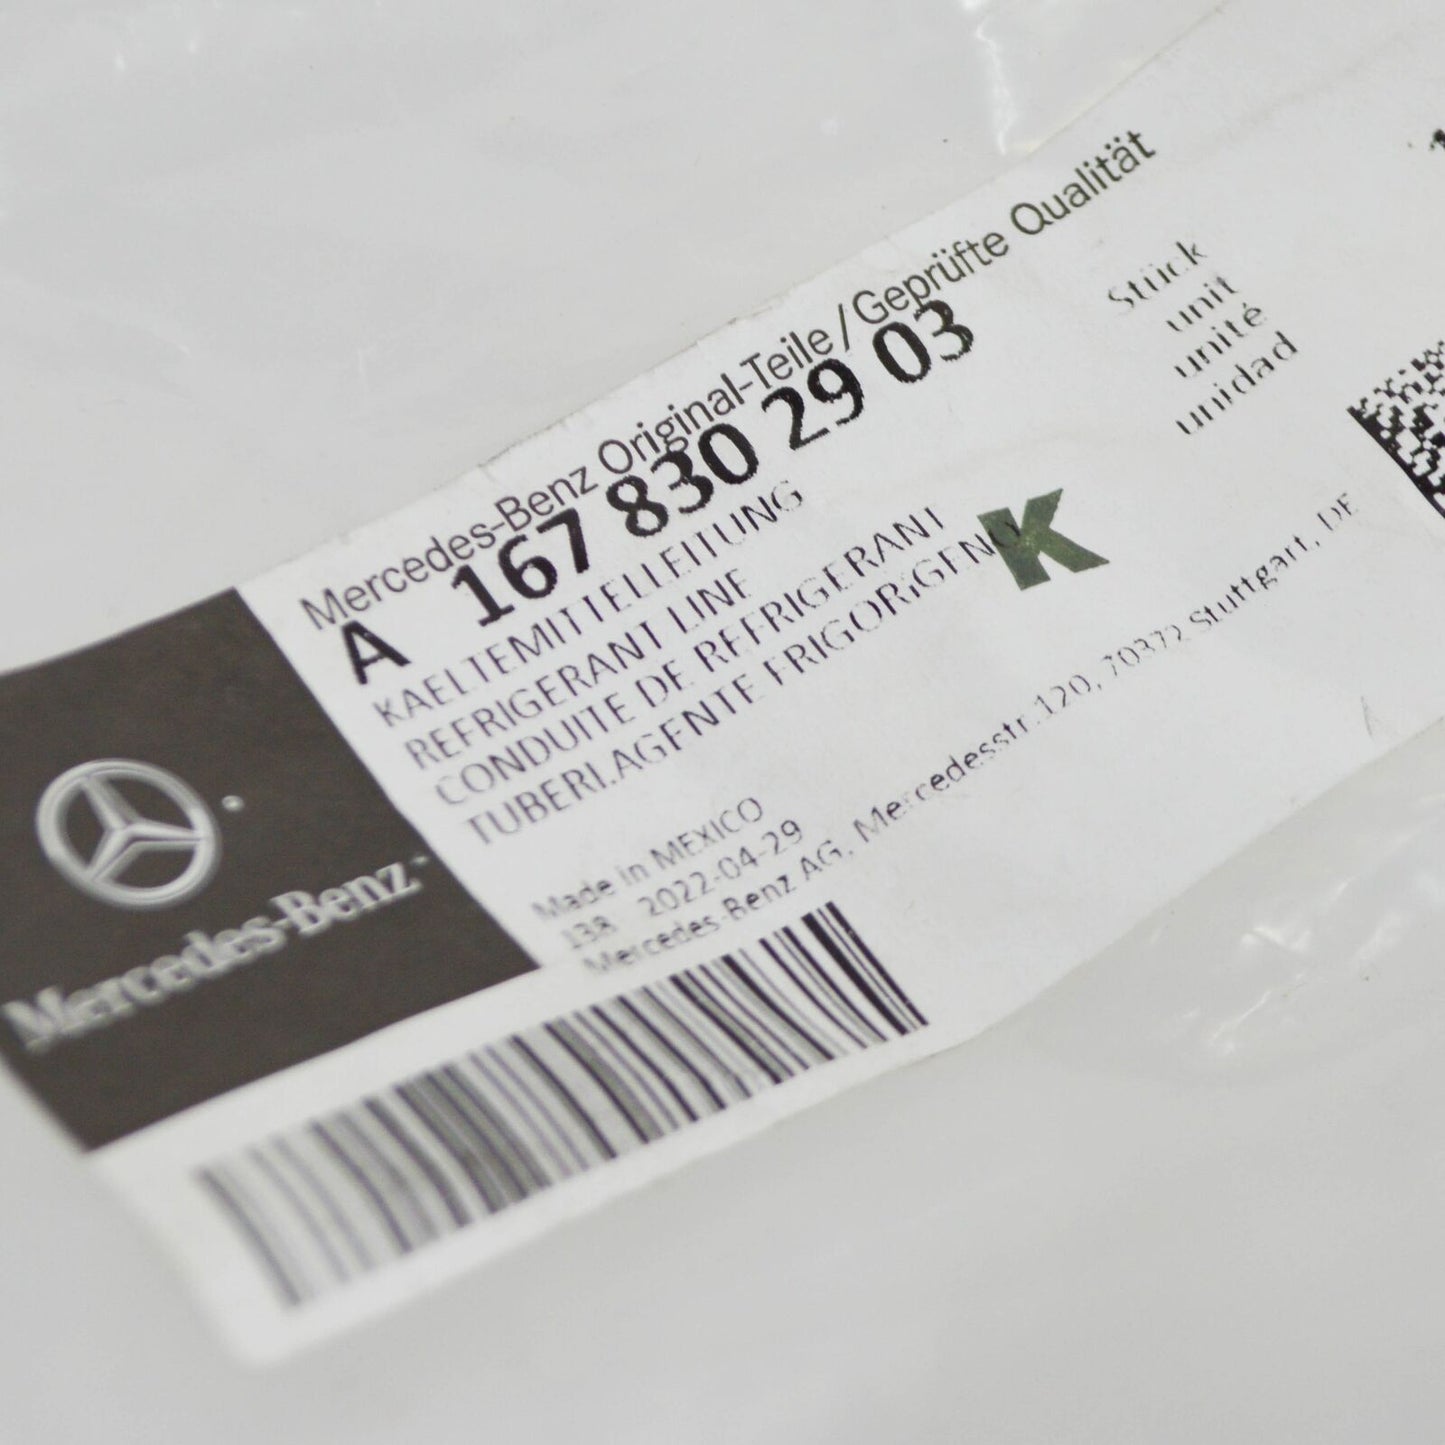 Mercedes-Benz Original-Teile/Geprüfte Qualität
A 167 830 29 03
KAELTEMITTELLEITUNG
REFRIGERANT LINE
CONDUITE DE REFRIGERANT
TUBERI.AGENTE FRIGORIGENO
K
Stück
unit
unité
unidad
Made in MEXICO
138 2022-04-29
Mercedes-Benz AG, Mercedesstr.120, 70372 Stuttgart, DE
Mercedes-Benz